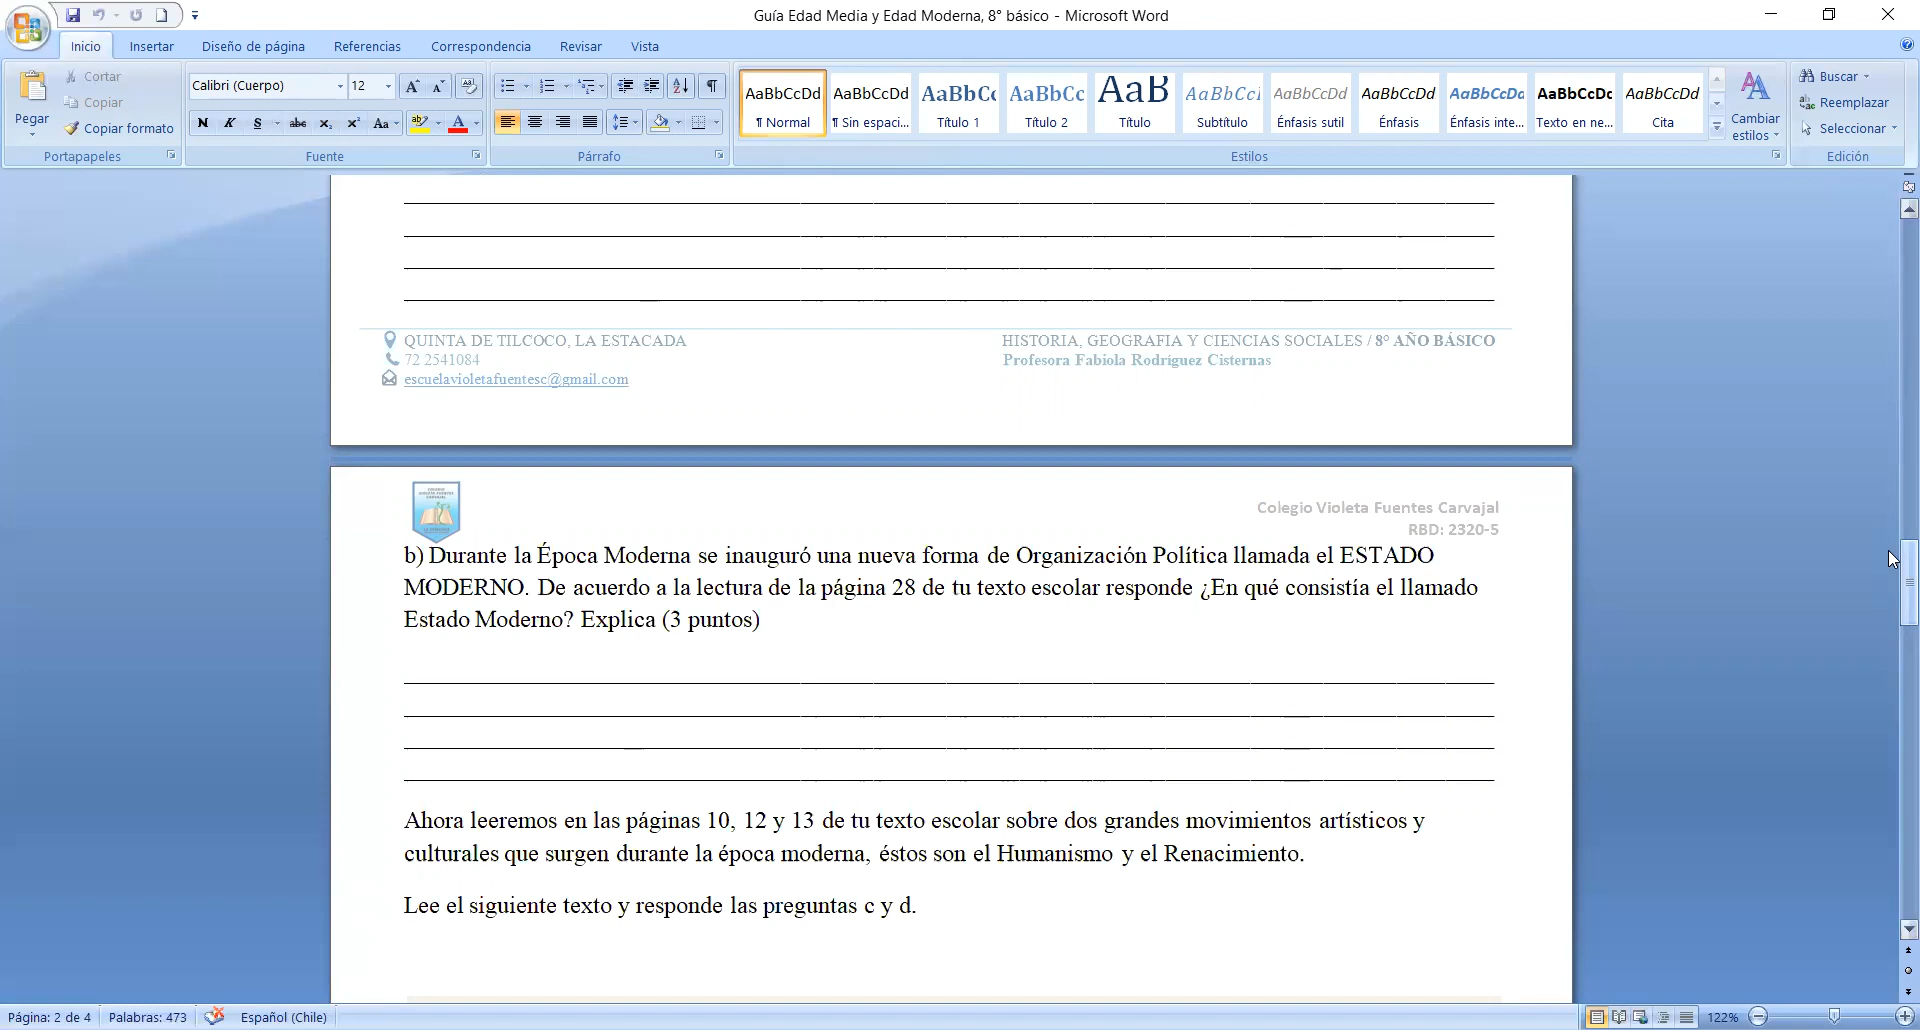 Guía Edad Media y Edad Moderna, 8° básico - Microsoft Word
Inicio Insertar Diseño de página Referencias Correspondencia Revisar Vista
Pegar
Cortar
Copiar
Copiar formato
Portapapeles
Calibri (Cuerpo) 12
N K S abc x₂ x² Aa
Fuente
Párrafo
AaBbCcDd AaBbCcDd AaBbCc AaBbCc AaB AaBbCcI AaBbCcDd AaBbCcDd AaBbCcDd AaBbCcDc AaBbCcDd
¶ Normal ¶ Sin espaci... Título 1 Título 2 Título Subtítulo Énfasis sutil Énfasis Énfasis inte... Texto en ne... Cita
Cambiar estilos
Estilos
Buscar
Reemplazar
Seleccionar
Edición
QUINTA DE TILCOCO, LA ESTACADA
72 2541084
escuelavioletafuentesc@gmail.com
HISTORIA, GEOGRAFIA Y CIENCIAS SOCIALES / 8° AÑO BÁSICO
Profesora Fabiola Rodríguez Cisternas
Colegio Violeta Fuentes Carvajal
RBD: 2320-5
b) Durante la Época Moderna se inauguró una nueva forma de Organización Política llamada el ESTADO
MODERNO. De acuerdo a la lectura de la página 28 de tu texto escolar responde ¿En qué consistía el llamado
Estado Moderno? Explica (3 puntos)
Ahora leeremos en las páginas 10, 12 y 13 de tu texto escolar sobre dos grandes movimientos artísticos y
culturales que surgen durante la época moderna, éstos son el Humanismo y el Renacimiento.
Lee el siguiente texto y responde las preguntas c y d.
Página: 2 de 4 Palabras: 473 Español (Chile) 122%